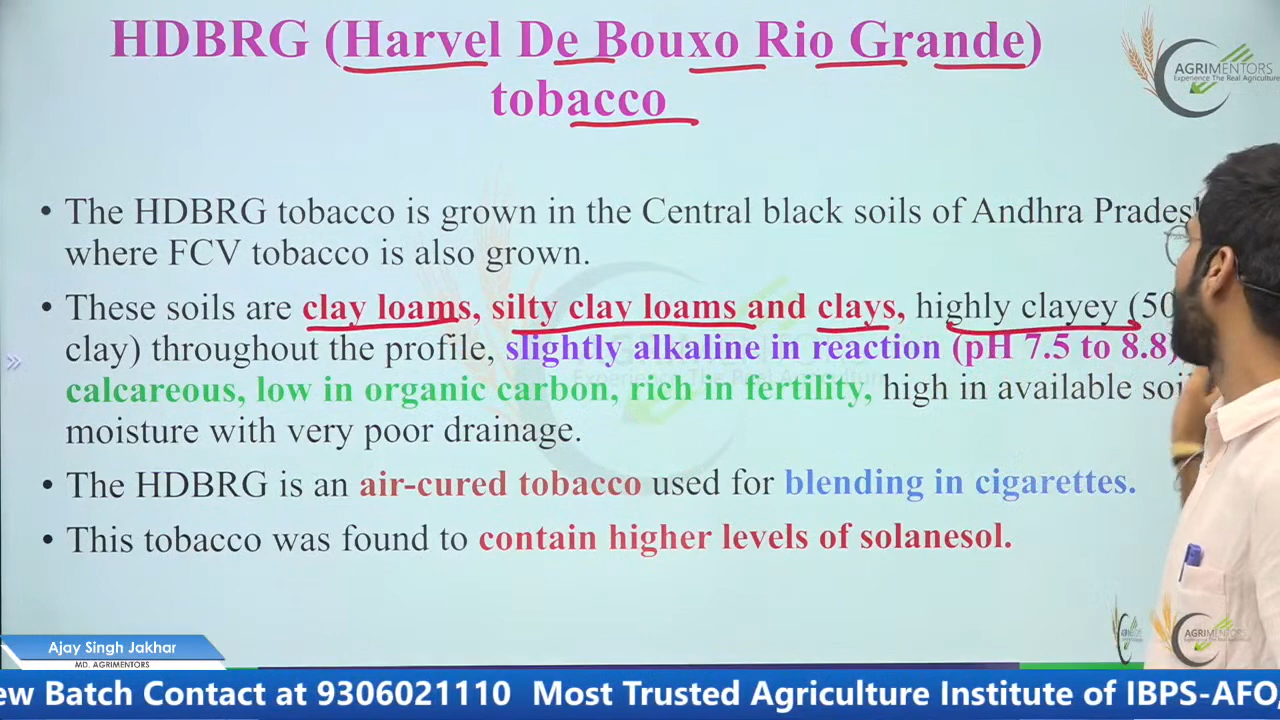 HDBRG (Harvel De Bouxo Rio Grande)
tobacco
AGRIMENTORS
Experience The Real Agriculture
• The HDBRG tobacco is grown in the Central black soils of Andhra Pradesh
where FCV tobacco is also grown.
• These soils are clay loams, silty clay loams and clays, highly clayey (50
clay) throughout the profile, slightly alkaline in reaction (pH 7.5 to 8.8)
calcareous, low in organic carbon, rich in fertility, high in available soil
moisture with very poor drainage.
• The HDBRG is an air-cured tobacco used for blending in cigarettes.
• This tobacco was found to contain higher levels of solanesol.
AGRIMENTORS
Ajay Singh Jakhar
MD. AGRIMENTORS
ew Batch Contact at 9306021110 Most Trusted Agriculture Institute of IBPS-AFO,